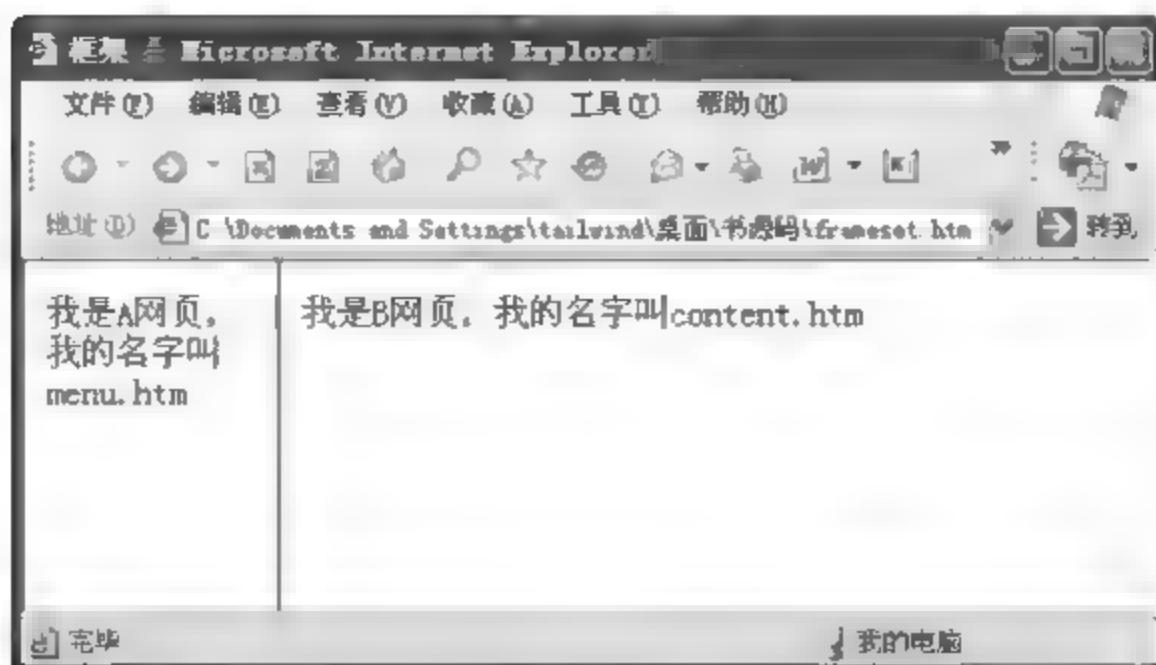 框架 - Microsoft Internet Explorer
文件(F) 编辑(E) 查看(V) 收藏(A) 工具(T) 帮助(H)
地址(D) C:\Documents and Settings\tailwind\桌面\书源码\frameset.htm 转到
我是A网页,
我的名字叫
menu.htm
我是B网页, 我的名字叫content.htm
完毕 我的电脑